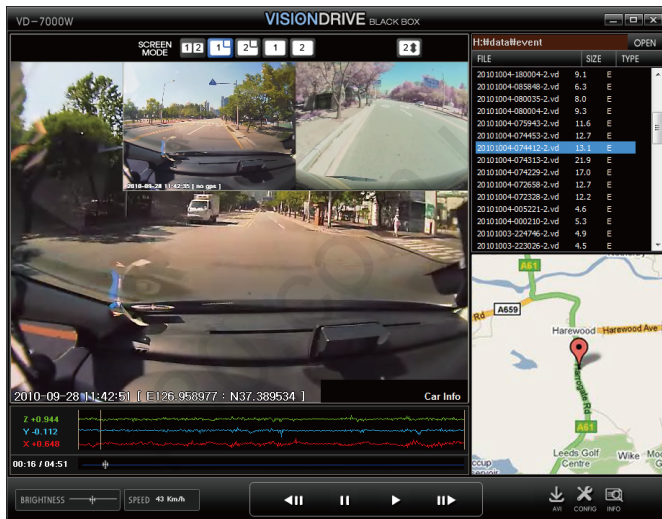 VD-7000W
VISIONDRIVE BLACK BOX
SCREEN MODE 1 2 1 2 1 2 2
H:\data\event OPEN
FILE SIZE TYPE
20101004-180004-2.vd 9.1 E
20101004-085848-2.vd 6.3 E
20101004-080035-2.vd 8.0 E
20101004-080004-2.vd 9.3 E
20101004-075943-2.vd 11.6 E
20101004-074453-2.vd 12.7 E
20101004-074412-2.vd 13.1 E
20101004-074313-2.vd 21.9 E
20101004-074229-2.vd 17.0 E
20101004-072658-2.vd 12.7 E
20101004-072328-2.vd 12.2 E
20101004-005221-2.vd 4.6 E
20101004-000210-2.vd 5.3 E
20101003-224746-2.vd 4.9 E
20101003-223026-2.vd 4.5 E
2010-09-28 11:42:35 [ no gps ]
2010-09-28 11:42:51 [ E126.958977 : N37.389534 ]
Car Info
A61
A659
Rd
Harewood
Harewood Ave
Harrogate Rd
A61
Leeds Golf Centre
Wike
Z +0.944
Y -0.112
X +0.648
00:16 / 04:51
BRIGHTNESS
SPEED 43 Km/h
AVI CONFIG INFO